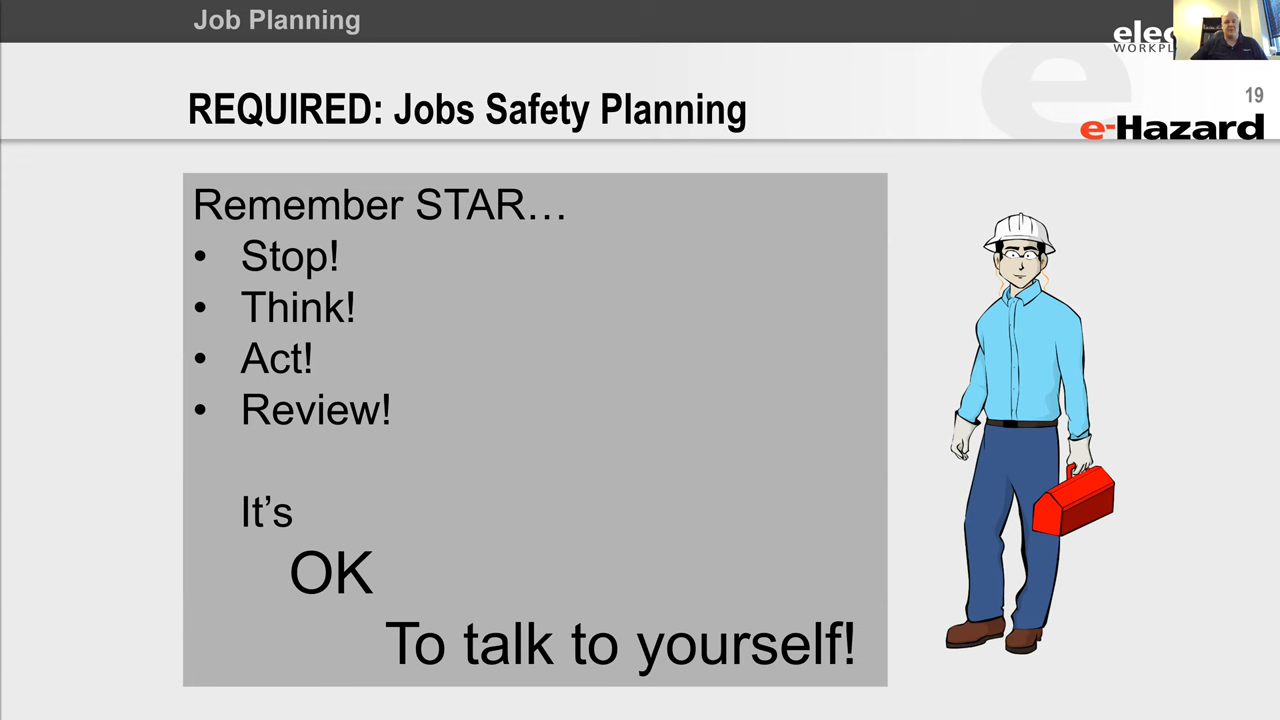 Job Planning
REQUIRED: Jobs Safety Planning
19
e-Hazard
Remember STAR…
• Stop!
• Think!
• Act!
• Review!
It’s
OK
To talk to yourself!